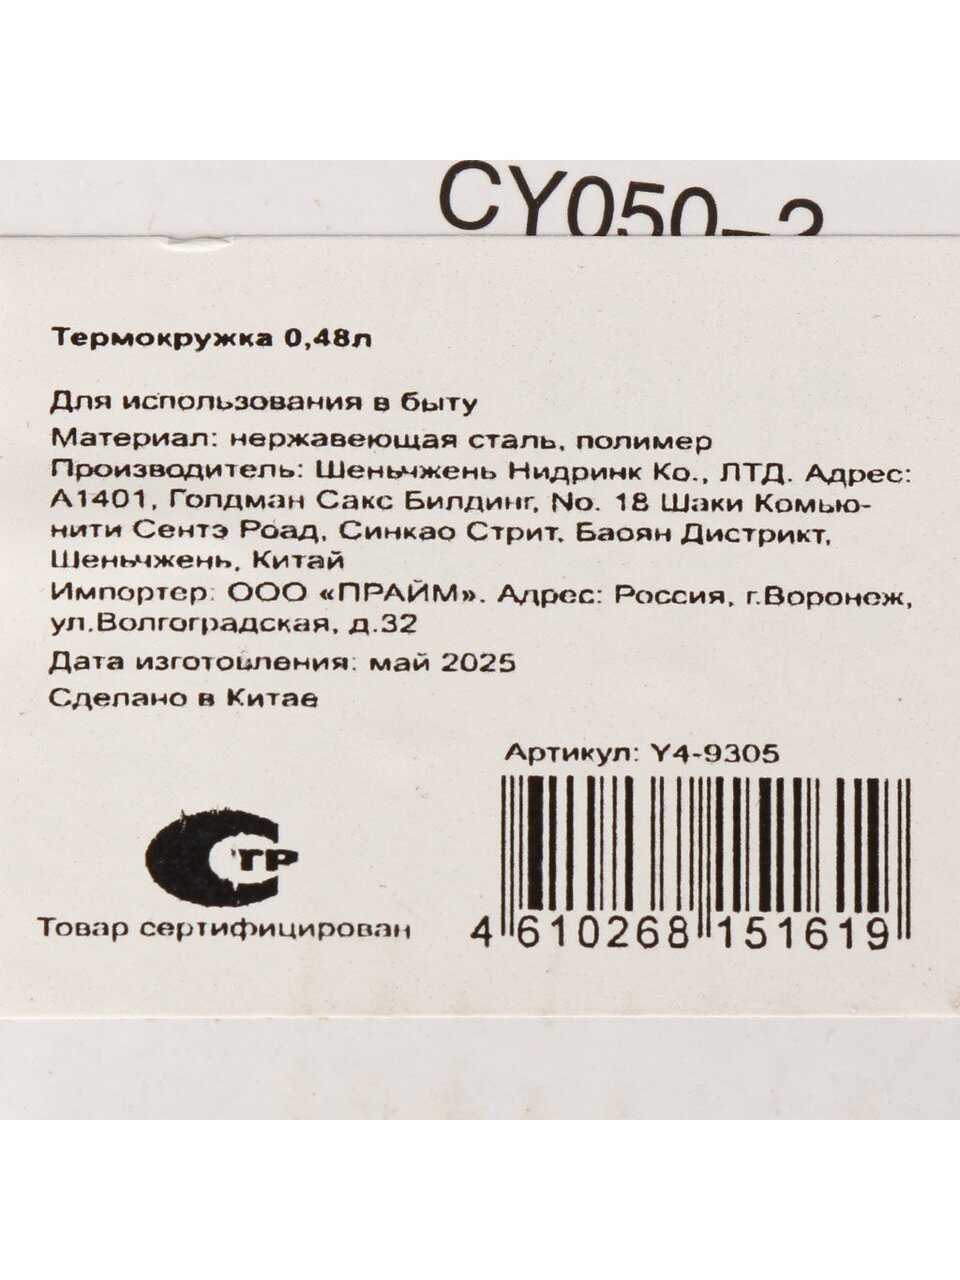 CY050-2
Термокружка 0,48л
Для использования в быту
Материал: нержавеющая сталь, полимер
Производитель: Шеньчжень Нидринк Ко., ЛТД. Адрес:
А1401, Голдман Сакс Билдинг, No. 18 Шаки Комью-
нити Сентэ Роад, Синкао Стрит, Баоян Дистрикт,
Шеньчжень, Китай
Импортер: ООО «ПРАЙМ». Адрес: Россия, г.Воронеж,
ул.Волгоградская, д.32
Дата изготовления: май 2025
Сделано в Китае
Артикул: Y4-9305
ТР
Товар сертифицирован
4 610268 151619